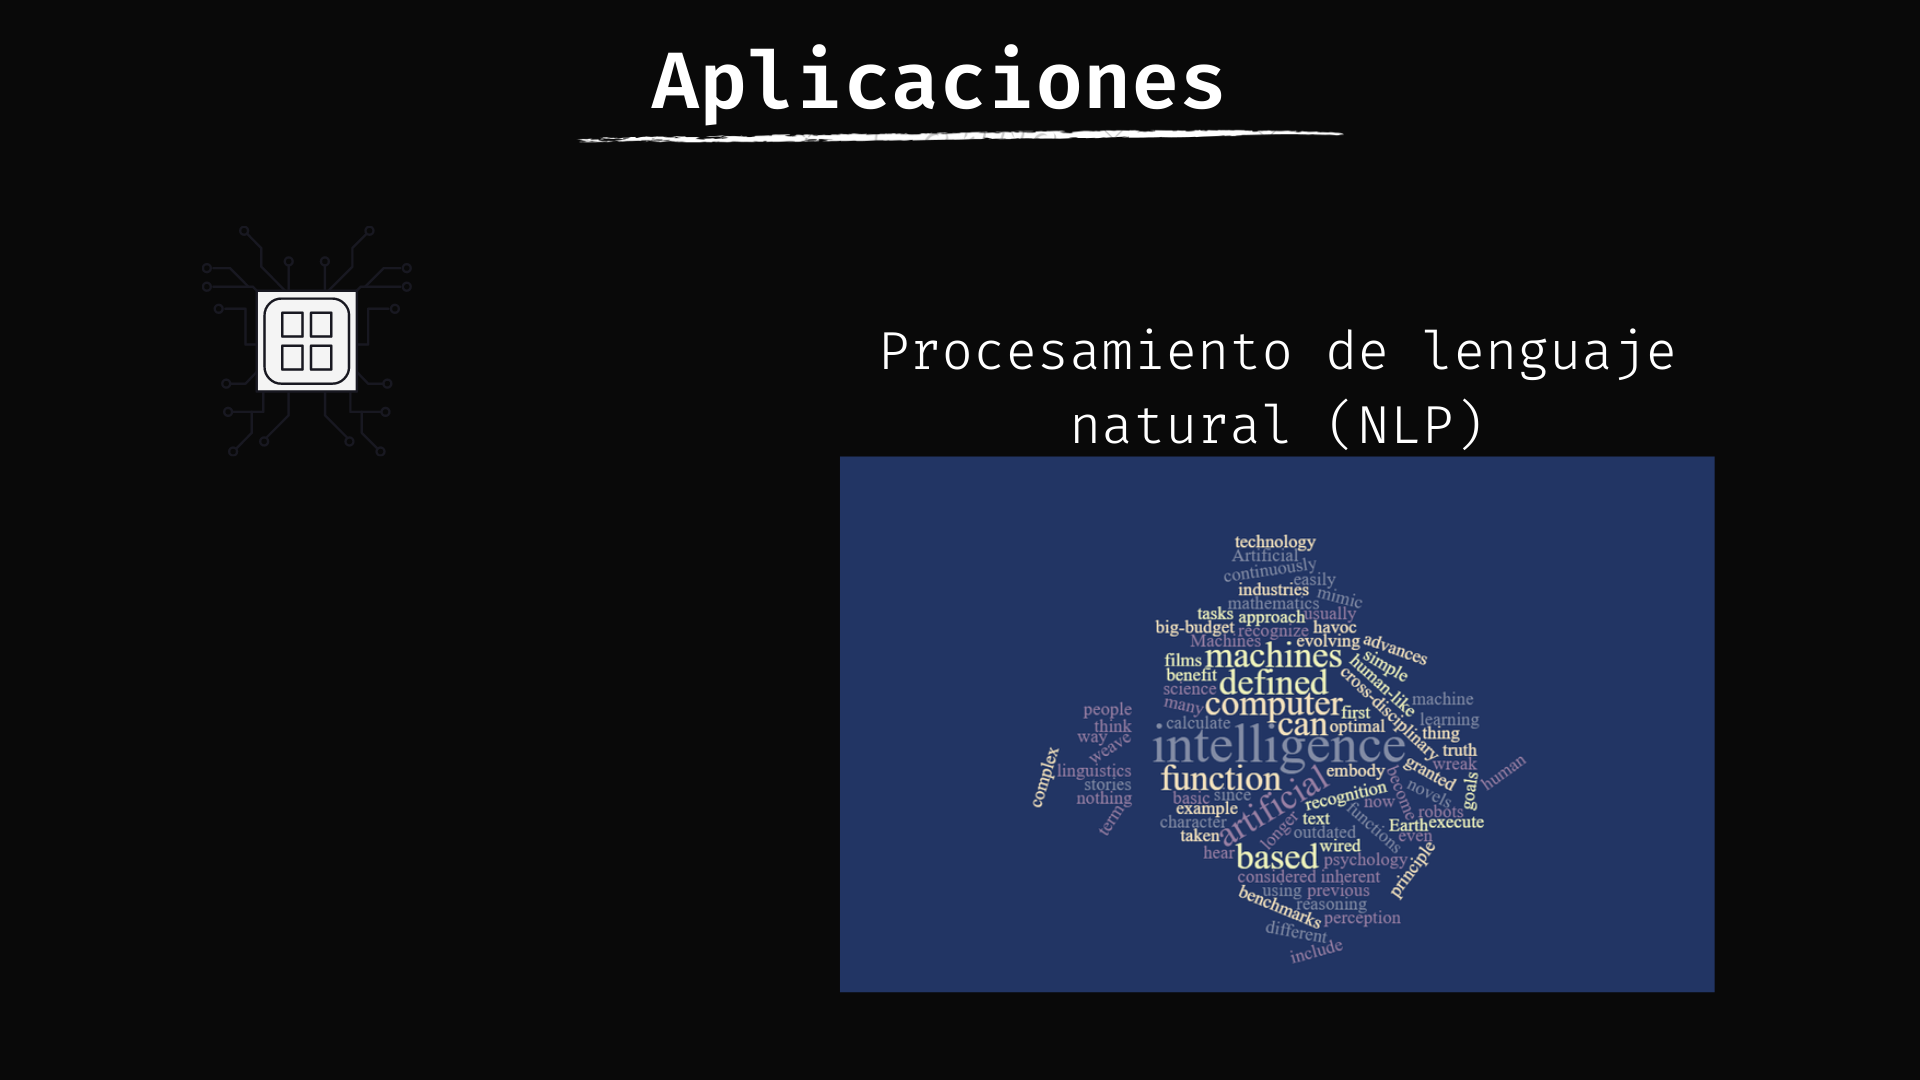 Aplicaciones
Procesamiento de lenguaje
natural (NLP)
technology
Artificial
continuously
easily
industries
mimic
mathematics
tasks approach usually
big-budget recognize havoc
Machines evolving advances
films machines simple
benefit defined human-like
science cross-disciplinary
many computer first machine
people calculate can optimal learning
think thing
way weave intelligence truth
complex linguistics function embody granted wreak human
stories basic since artificial recognition become novels goals
nothing example now robots
term character longer text functions Earth execute
taken outdated even
hear based wired psychology principle
considered inherent
using previous
benchmarks reasoning
perception
different
include